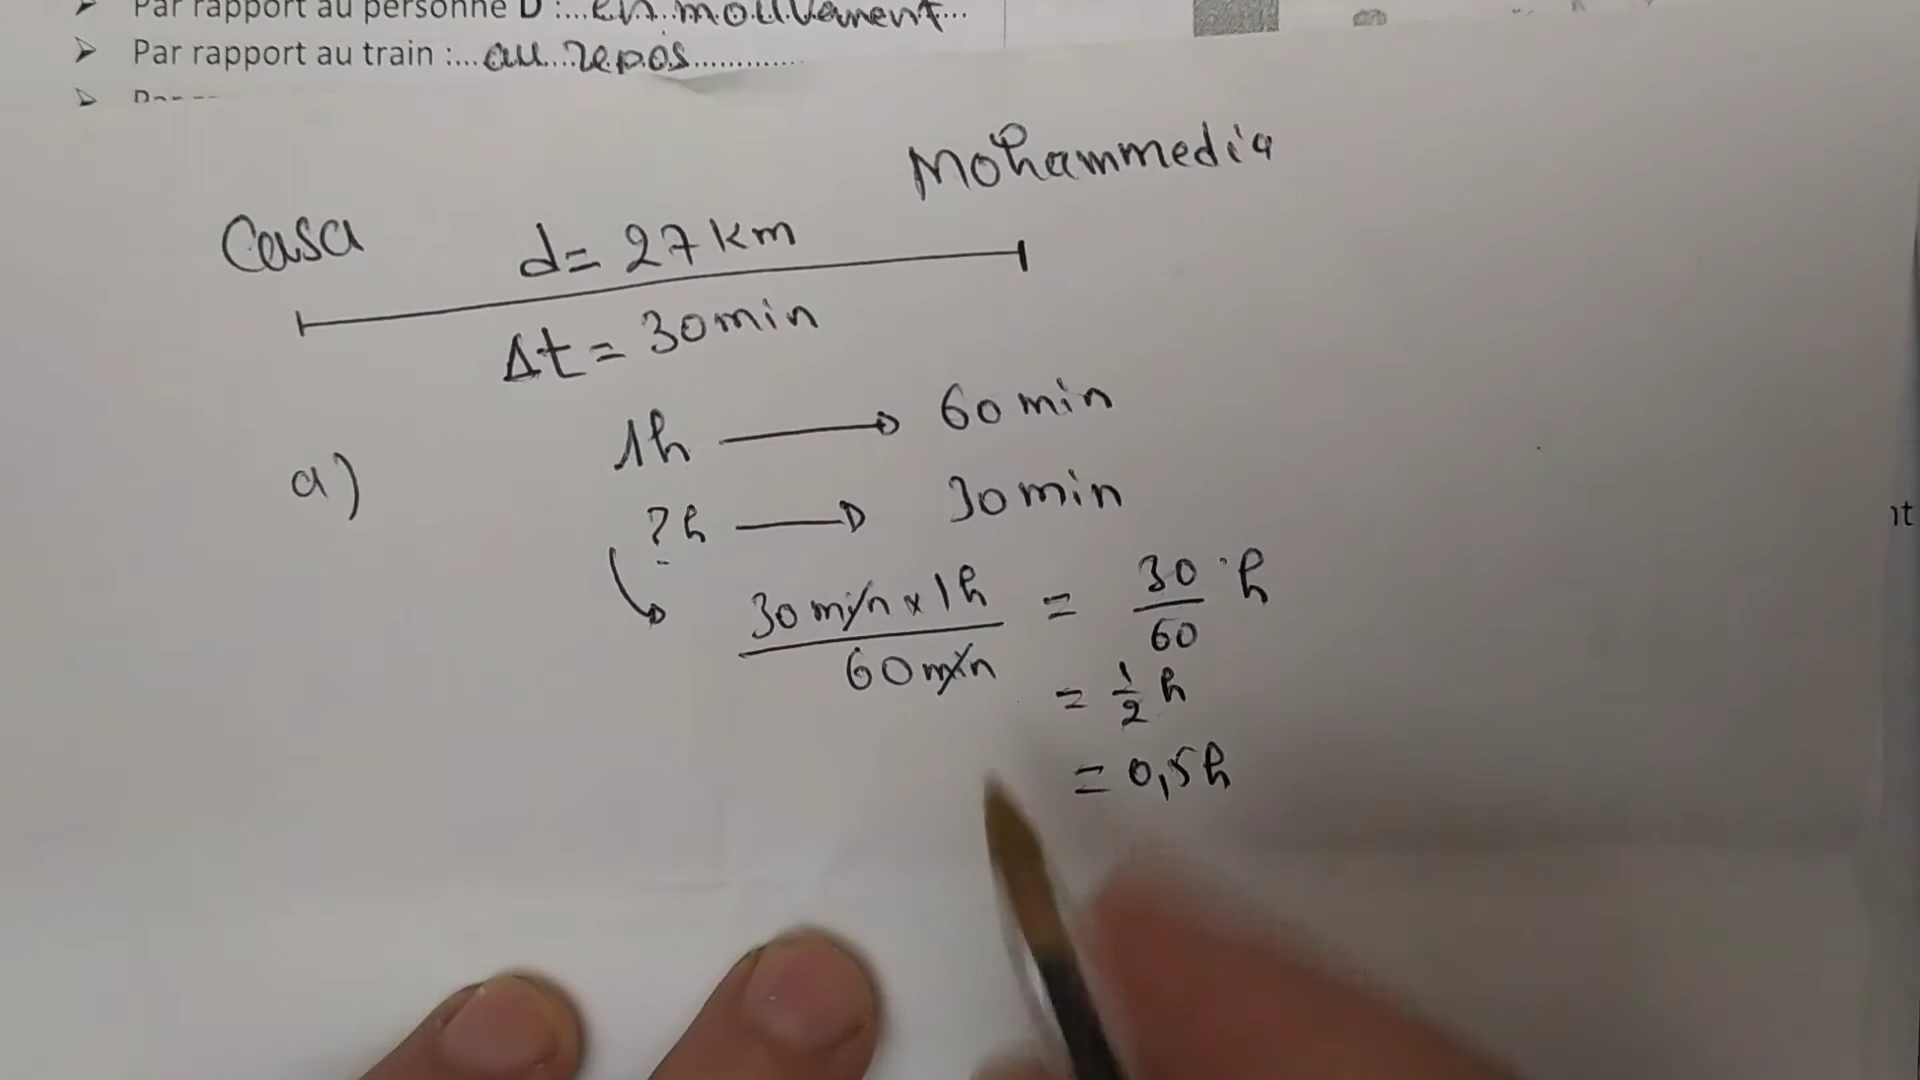 Par rapport au personne D :...en mouvement...
➤ Par rapport au train :... au repos............
Mohammedia
Casa
d = 27 km
Δt = 30 min
1h → 60 min
a)
? h → 30 min
30 min x 1h / 60 min = 30/60 h
= 1/2 h
= 0,5h